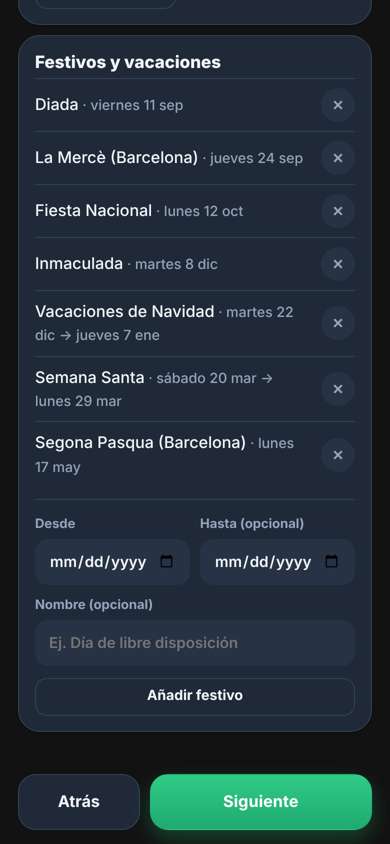 Festivos y vacaciones
Diada · viernes 11 sep ×
La Mercè (Barcelona) · jueves 24 sep ×
Fiesta Nacional · lunes 12 oct ×
Inmaculada · martes 8 dic ×
Vacaciones de Navidad · martes 22
dic → jueves 7 ene ×
Semana Santa · sábado 20 mar →
lunes 29 mar ×
Segona Pasqua (Barcelona) · lunes
17 may ×
Desde Hasta (opcional)
mm/dd/yyyy mm/dd/yyyy
Nombre (opcional)
Ej. Día de libre disposición
Añadir festivo
Atrás Siguiente